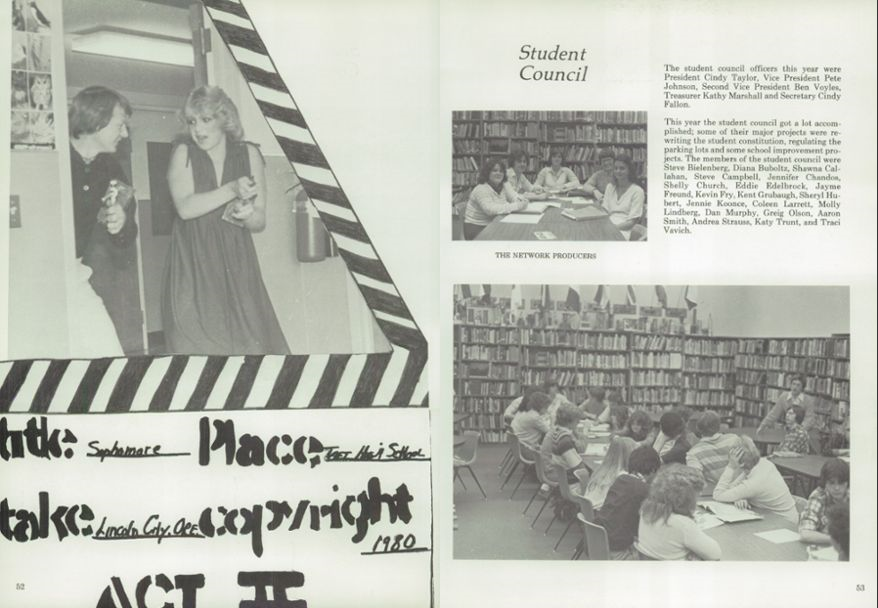 title: Sophomore Place,
take: Lincoln City, Ore copyright
1980
ACT II
52
Student
Council
The student council officers this year were
President Cindy Taylor, Vice President Pete
Johnson, Second Vice President Ben Voyles,
Treasurer Kathy Marshall and Secretary Cindy
Fallon.
This year the student council got a lot accom-
plished; some of their major projects were re-
writing the student constitution, regulating the
parking lots and some school improvement pro-
jects. The members of the student council were
Steve Bielenberg, Diana Buboltz, Shawna Cal-
lahan, Steve Campbell, Jennifer Chandos,
Shelly Church, Eddie Edelbrock, Jayme
Freund, Kevin Fry, Kent Grubaugh, Sheryl Hu-
bert, Jennie Koonce, Coleen Larrett, Molly
Lindberg, Dan Murphy, Greig Olson, Aaron
Smith, Andrea Strauss, Katy Trunt, and Traci
Vavich.
THE NETWORK PRODUCERS
53